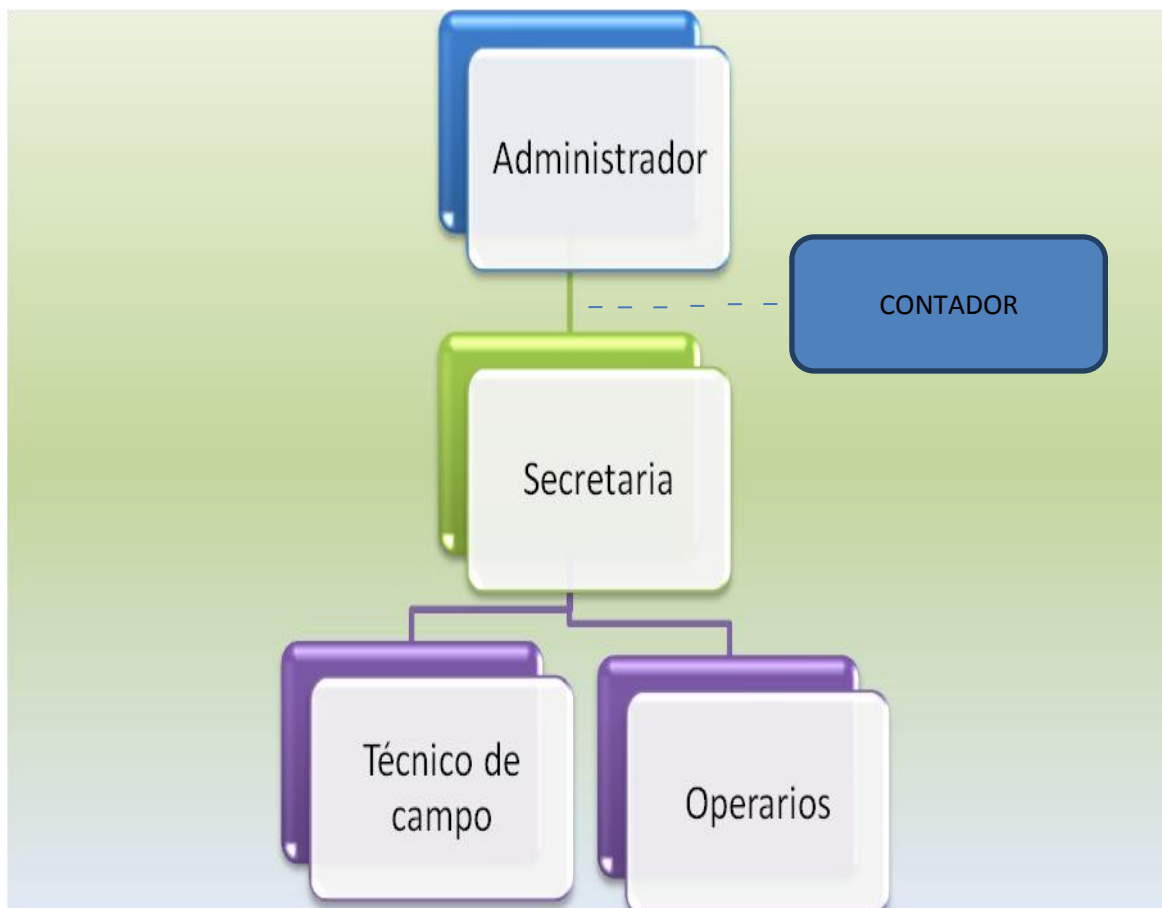 Administrador
CONTADOR
Secretaria
Técnico de
campo
Operarios